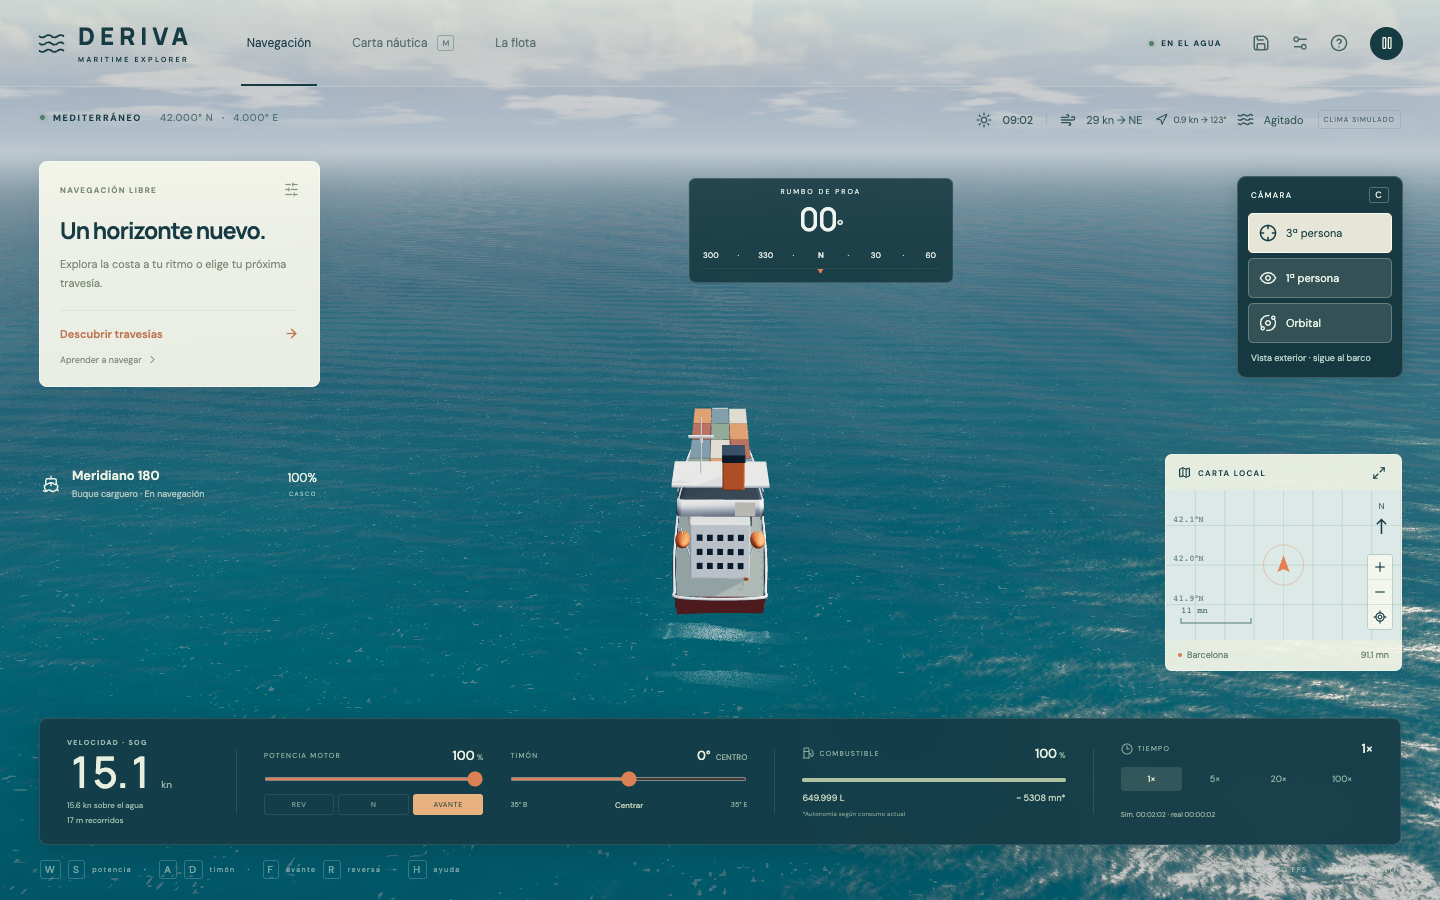 DERIVA
MARITIME EXPLORER
Navegación
Carta náutica M
La flota
EN EL AGUA
MEDITERRÁNEO 42.000° N · 4.000° E
09:02
29 kn → NE
0.9 kn → 123°
Agitado
CLIMA SIMULADO
NAVEGACIÓN LIBRE
Un horizonte nuevo.
Explora la costa a tu ritmo o elige tu próxima
travesía.
Descubrir travesías
Aprender a navegar
RUMBO DE PROA
00°
300 · 330 · N · 30 · 60
CÁMARA C
3ª persona
1ª persona
Orbital
Vista exterior · sigue al barco
Meridiano 180
Buque carguero · En navegación
100%
CASCO
CARTA LOCAL
N
42.1°N
42.0°N
41.9°N
11 mn
+
−
Barcelona 91.1 mn
VELOCIDAD · SOG
15.1 kn
15.6 kn sobre el agua
17 m recorridos
POTENCIA MOTOR 100 %
REV N AVANTE
TIMÓN 0° CENTRO
35° B Centrar 35° E
COMBUSTIBLE 100 %
649.999 L ~ 5308 mn*
*Autonomía según consumo actual
TIEMPO 1×
1× 5× 20× 100×
Sim. 00:02:02 · real 00:00:02
W S potencia · A D timón · F avante R reversa · H ayuda